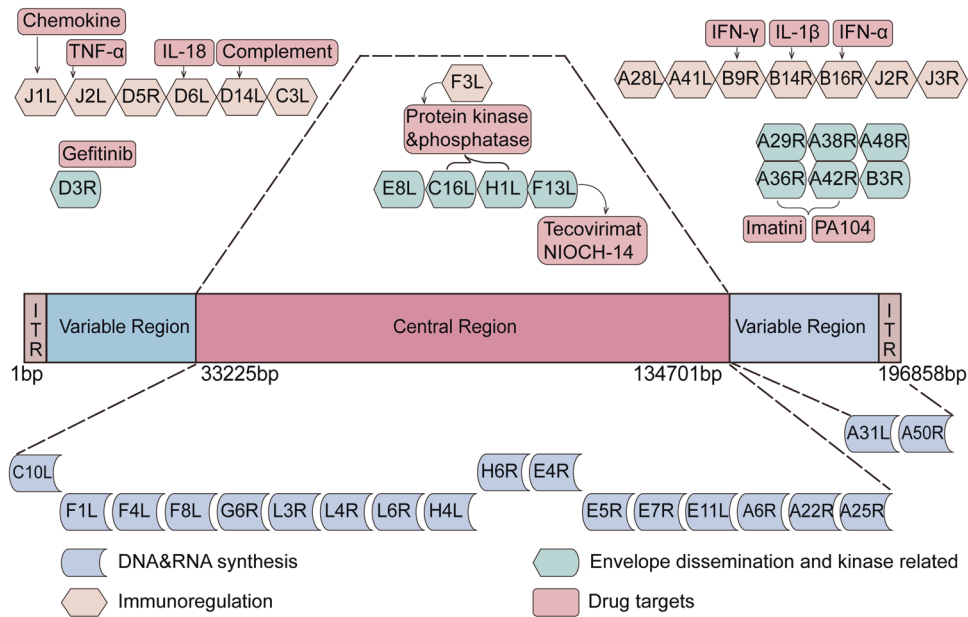 Chemokine
TNF-α
IL-18
Complement
J1L
J2L
D5R
D6L
D14L
C3L
Gefitinib
D3R
F3L
Protein kinase
&phosphatase
E8L
C16L
H1L
F13L
Tecovirimat
NIOCH-14
IFN-γ
IL-1β
IFN-α
A28L
A41L
B9R
B14R
B16R
J2R
J3R
A29R
A38R
A48R
A36R
A42R
B3R
Imatini
PA104
ITR
Variable Region
Central Region
Variable Region
ITR
1bp
33225bp
134701bp
196858bp
A31L
A50R
C10L
H6R
E4R
F1L
F4L
F8L
G6R
L3R
L4R
L6R
H4L
E5R
E7R
E11L
A6R
A22R
A25R
DNA&RNA synthesis
Envelope dissemination and kinase related
Immunoregulation
Drug targets